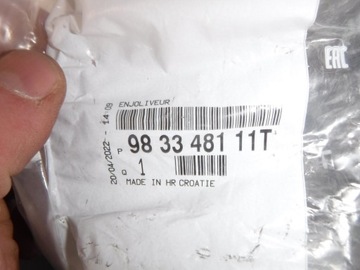 ENJOLIVEUR
P 98 33 481 11T
Q 1
MADE IN HR CROATIE
20-04/2022 - 14:09
EAC